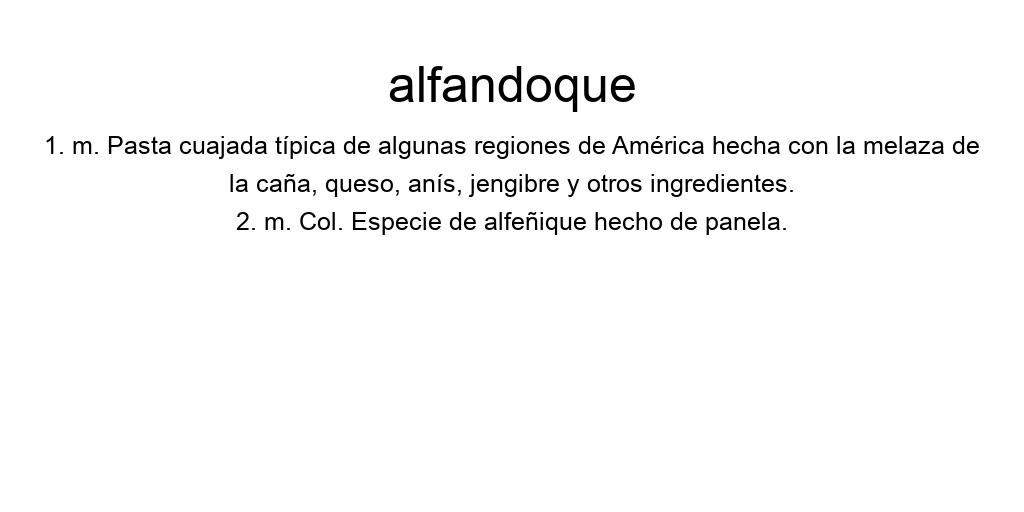 alfandoque
1. m. Pasta cuajada típica de algunas regiones de América hecha con la melaza de
la caña, queso, anís, jengibre y otros ingredientes.
2. m. Col. Especie de alfeñique hecho de panela.